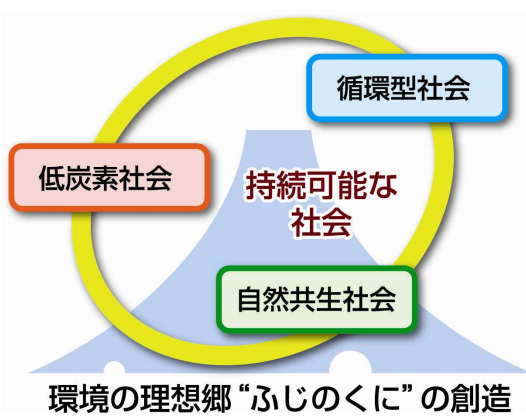 循環型社会
低炭素社会
持続可能な
社会
自然共生社会
環境の理想郷“ふじのくに”の創造